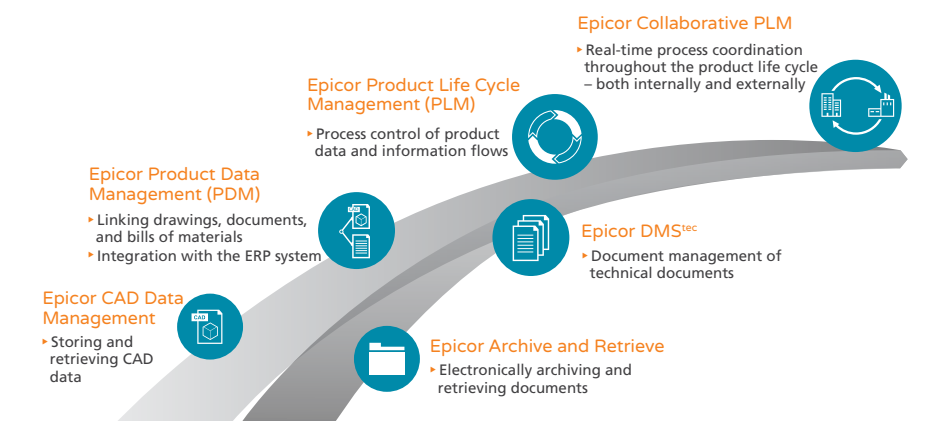 Epicor Collaborative PLM
‣ Real-time process coordination
throughout the product life cycle
– both internally and externally
Epicor Product Life Cycle
Management (PLM)
‣ Process control of product
data and information flows
Epicor Product Data
Management (PDM)
‣ Linking drawings, documents,
and bills of materials
‣ Integration with the ERP system
CAD
Epicor DMStec
‣ Document management of
technical documents
Epicor CAD Data
Management
‣ Storing and
retrieving CAD
data
CAD
Epicor Archive and Retrieve
‣ Electronically archiving and
retrieving documents